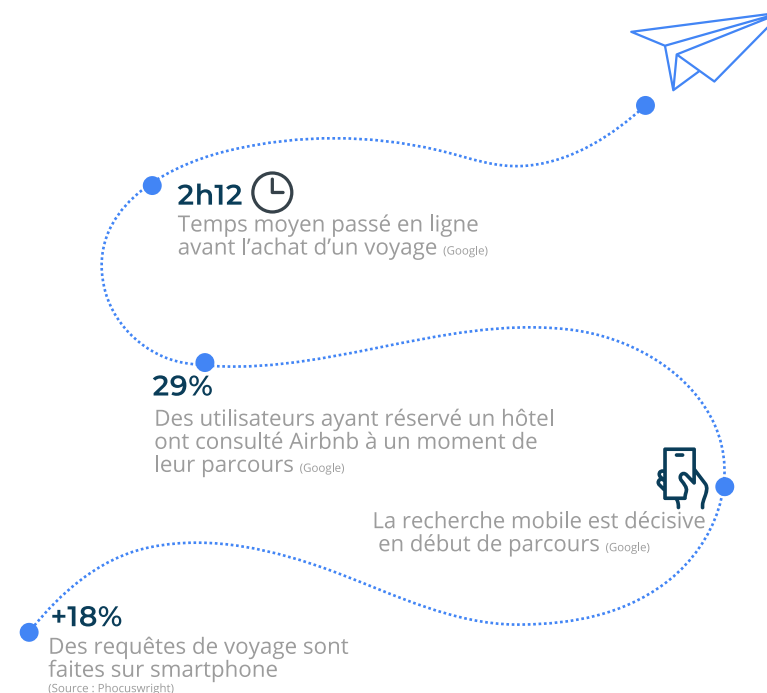 2h12
Temps moyen passé en ligne
avant l’achat d’un voyage (Google)
29%
Des utilisateurs ayant réservé un hôtel
ont consulté Airbnb à un moment de
leur parcours (Google)
La recherche mobile est décisive
en début de parcours (Google)
+18%
Des requêtes de voyage sont
faites sur smartphone
(Source : Phocuswright)